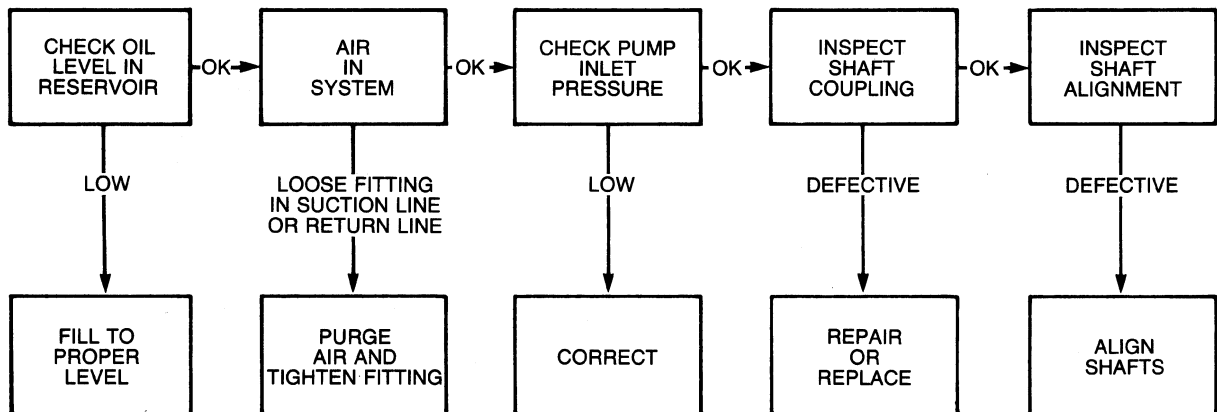 CHECK OIL
LEVEL IN
RESERVOIR
OK
AIR
IN
SYSTEM
OK
CHECK PUMP
INLET
PRESSURE
OK
INSPECT
SHAFT
COUPLING
OK
INSPECT
SHAFT
ALIGNMENT
LOW
LOOSE FITTING
IN SUCTION LINE
OR RETURN LINE
LOW
DEFECTIVE
DEFECTIVE
FILL TO
PROPER
LEVEL
PURGE
AIR AND
TIGHTEN FITTING
CORRECT
REPAIR
OR
REPLACE
ALIGN
SHAFTS